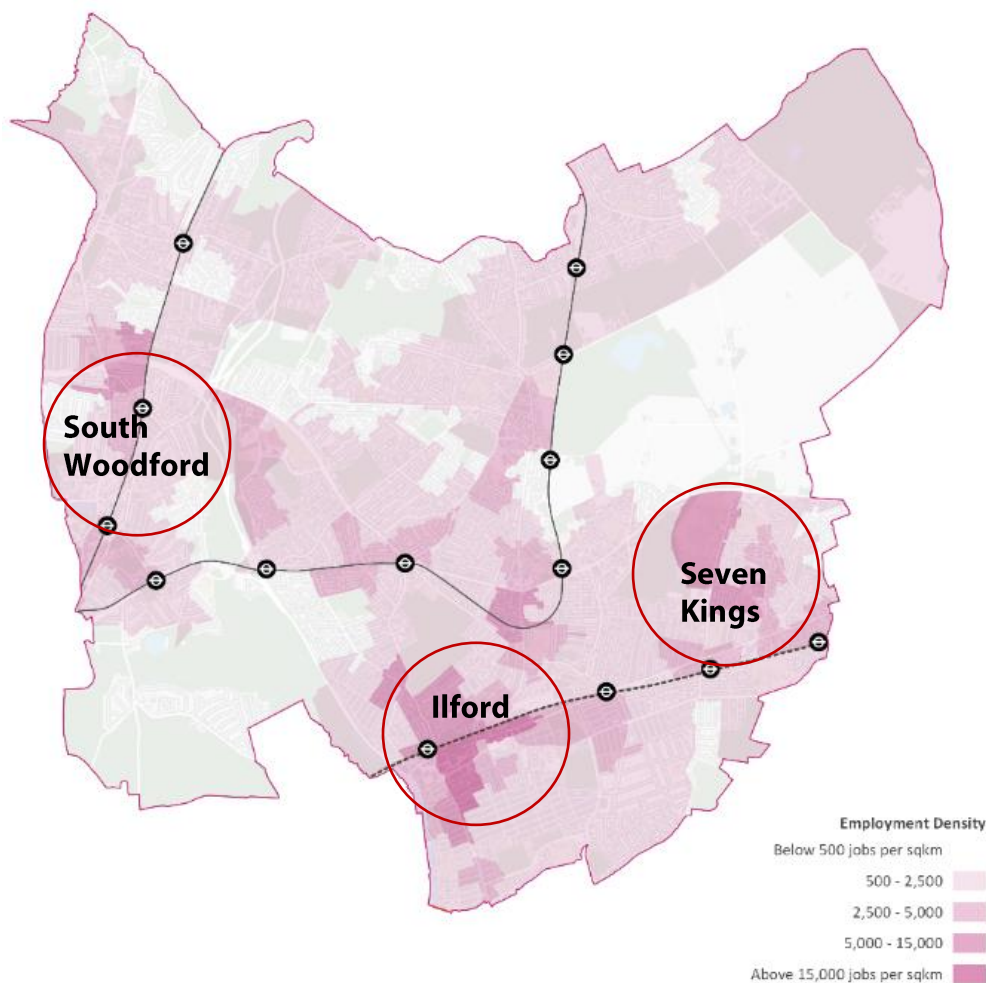 South
Woodford
Seven
Kings
Ilford
Employment Density
Below 500 jobs per sqkm
500 - 2,500
2,500 - 5,000
5,000 - 15,000
Above 15,000 jobs per sqkm